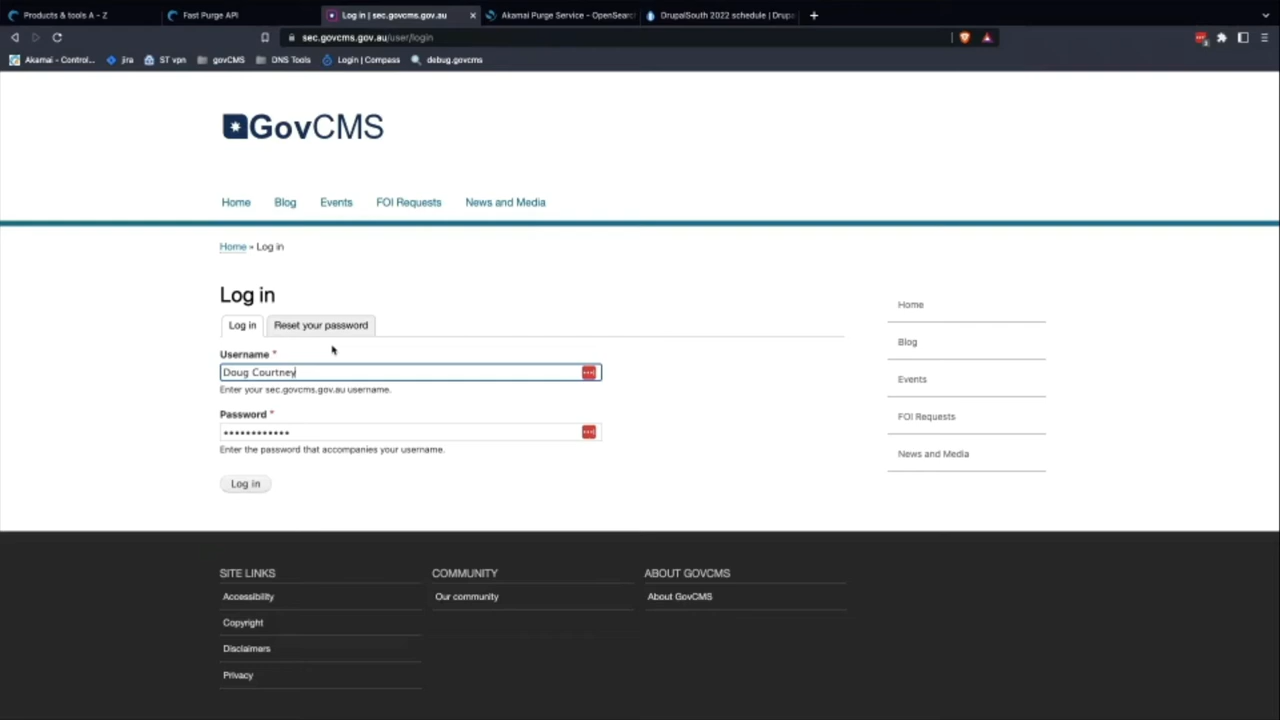 Products & tools A - Z
Fast Purge API
Log in | sec.govcms.gov.au
Akamai Purge Service - OpenSearc
DrupalSouth 2022 schedule | Drupa
sec.govcms.gov.au/user/login
Akamai - Control...
jira
ST vpn
govCMS
DNS Tools
Login | Compass
debug.govcms
GovCMS
Home
Blog
Events
FOI Requests
News and Media
Home » Log in
Log in
Log in
Reset your password
Username *
Doug Courtney
Enter your sec.govcms.gov.au username.
Password *
••••••••••••
Enter the password that accompanies your username.
Log in
Home
Blog
Events
FOI Requests
News and Media
SITE LINKS
Accessibility
Copyright
Disclaimers
Privacy
COMMUNITY
Our community
ABOUT GOVCMS
About GovCMS